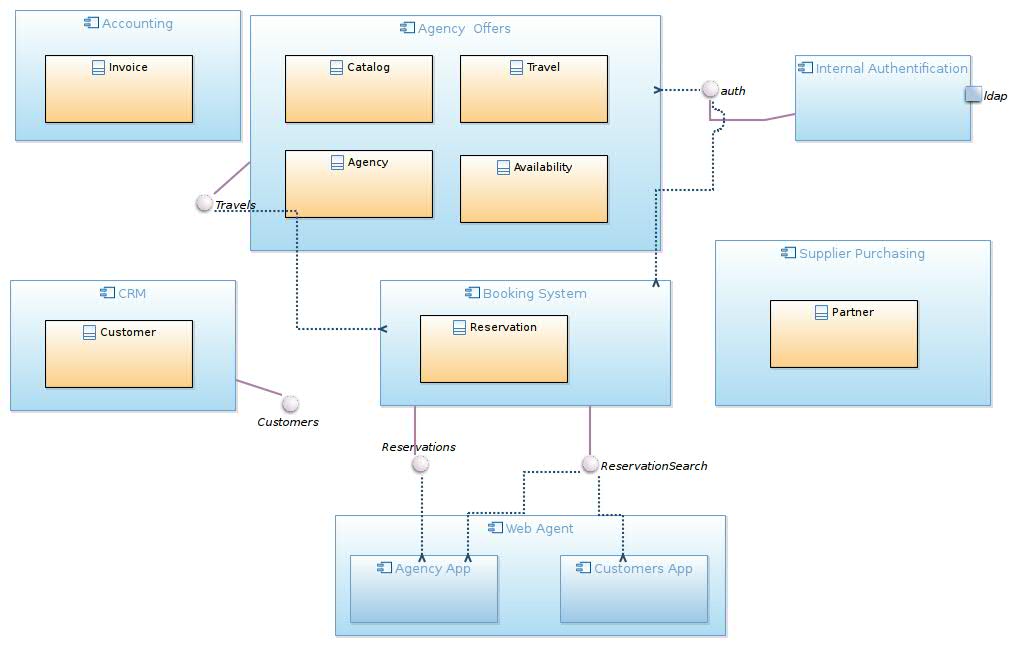 Accounting
Invoice
Agency  Offers
Catalog
Travel
Agency
Availability
auth
Internal Authentification
ldap
Travels
CRM
Customer
Customers
Booking System
Reservation
Supplier Purchasing
Partner
Reservations
ReservationSearch
Web Agent
Agency App
Customers App